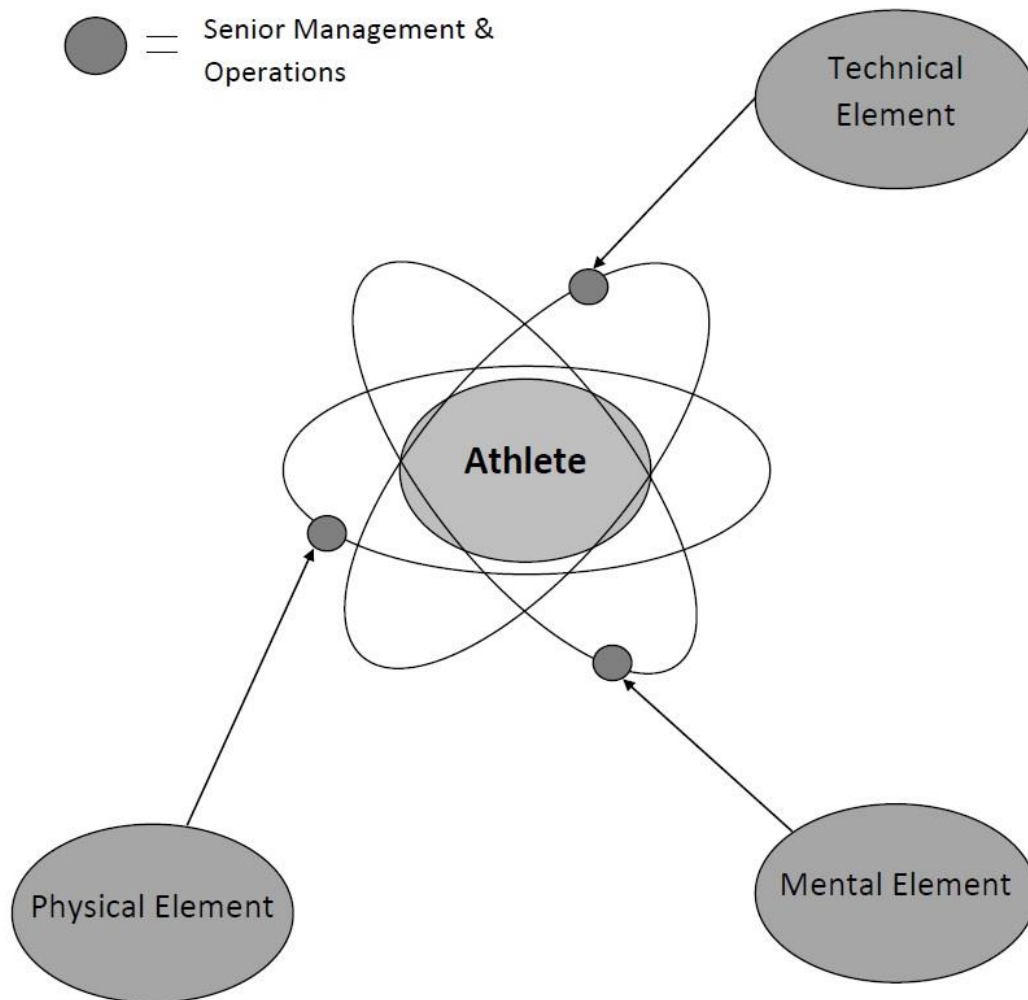 Senior Management &
Operations
Technical
Element
Athlete
Physical Element
Mental Element